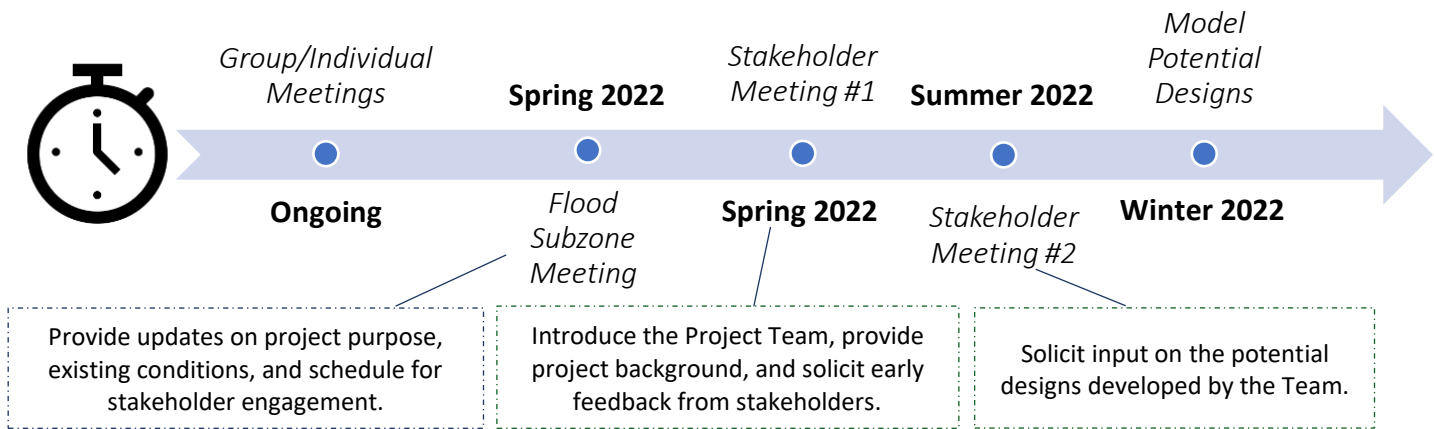 Group/Individual
Meetings
Ongoing
Spring 2022
Flood
Subzone
Meeting
Stakeholder
Meeting #1
Spring 2022
Summer 2022
Stakeholder
Meeting #2
Model
Potential
Designs
Winter 2022
Provide updates on project purpose,
existing conditions, and schedule for
stakeholder engagement.
Introduce the Project Team, provide
project background, and solicit early
feedback from stakeholders.
Solicit input on the potential
designs developed by the Team.